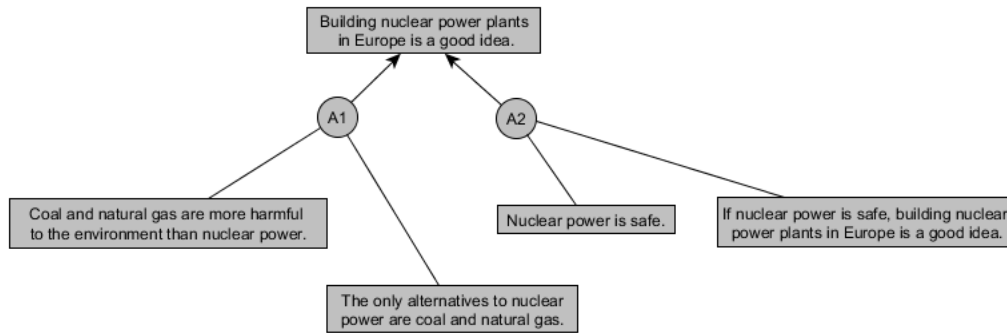 Building nuclear power plants
in Europe is a good idea.
A1
A2
Coal and natural gas are more harmful
to the environment than nuclear power.
Nuclear power is safe.
If nuclear power is safe, building nuclear
power plants in Europe is a good idea.
The only alternatives to nuclear
power are coal and natural gas.